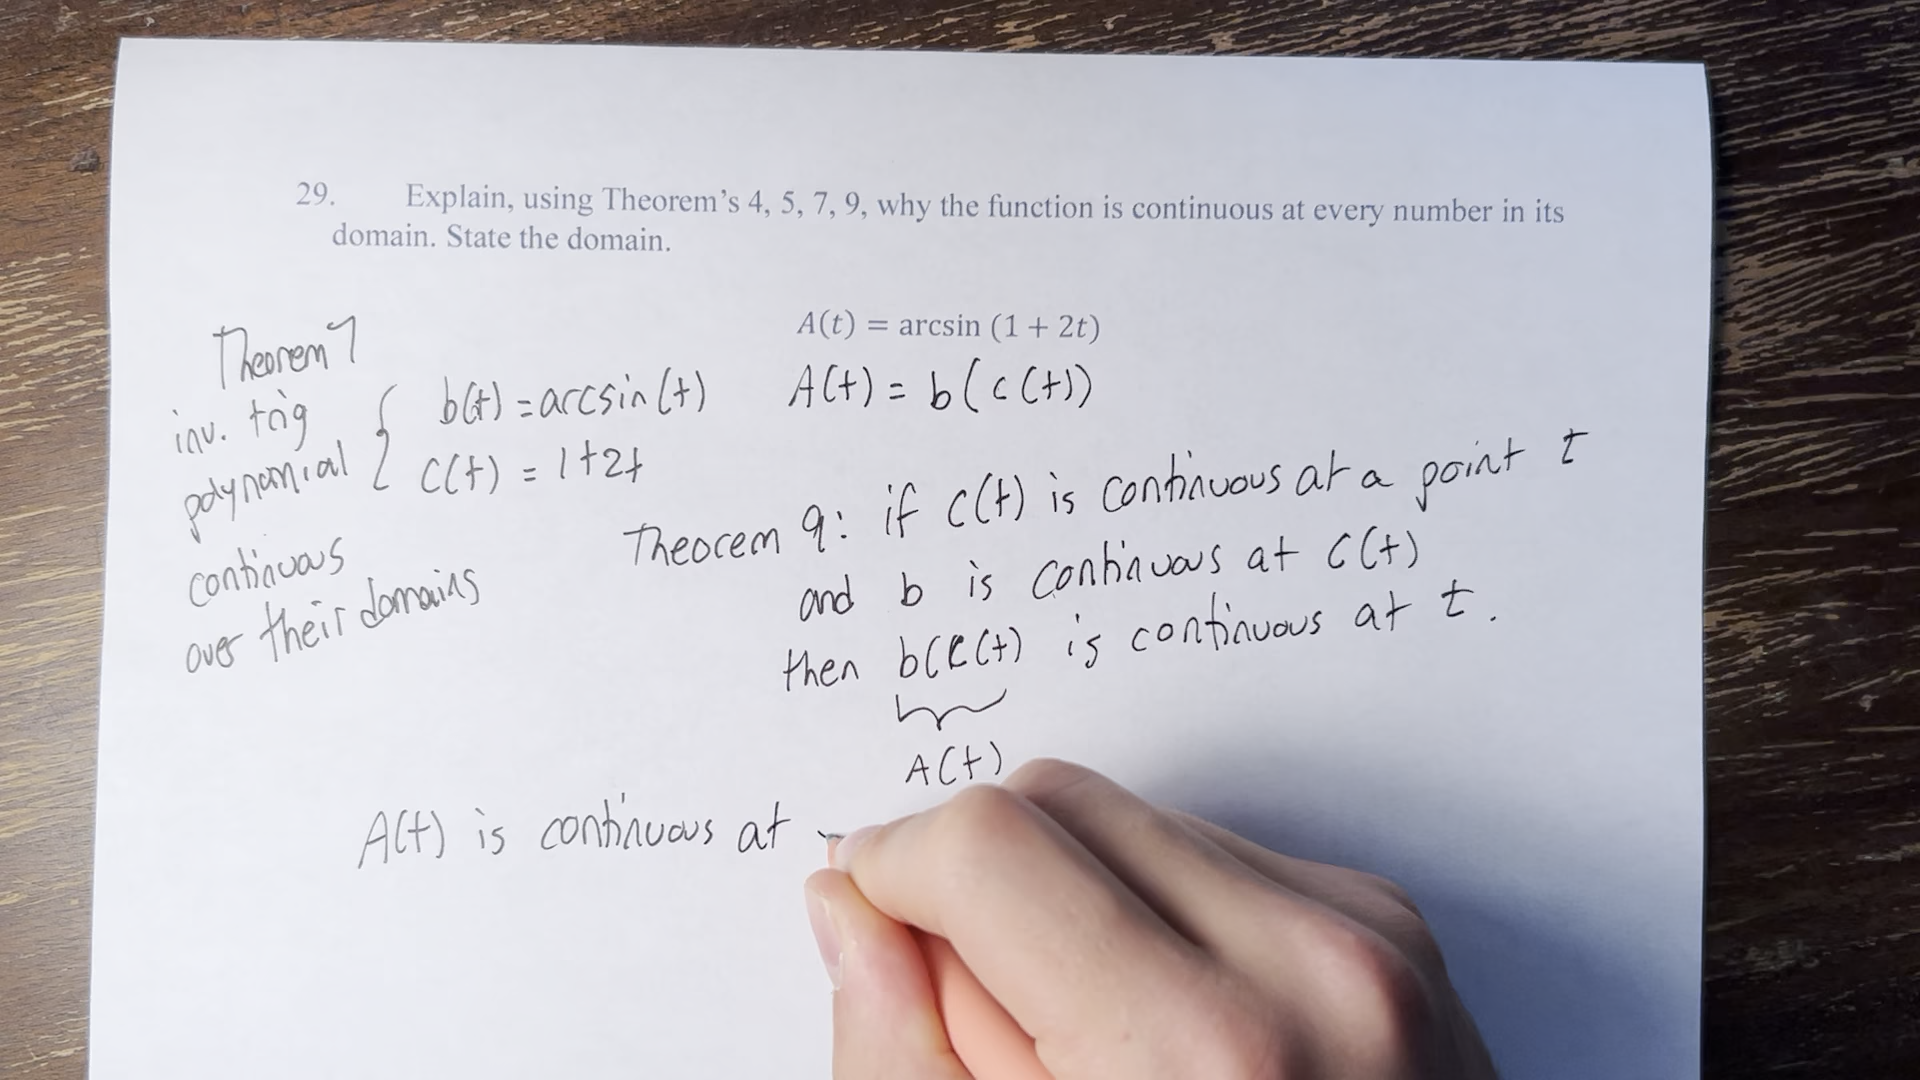 29. Explain, using Theorem's 4, 5, 7, 9, why the function is continuous at every number in its
domain. State the domain.
A(t) = arcsin (1 + 2t)
Theorem 7
inv. trig
polynomial
continuous
over their domains
b(t) = arcsin(t)
c(t) = 1+2t
A(t) = b(c(t))
Theorem 9: if c(t) is continuous at a point t
and b is continuous at c(t)
then b(c(t) is continuous at t.
A(t)
A(t) is continuous at